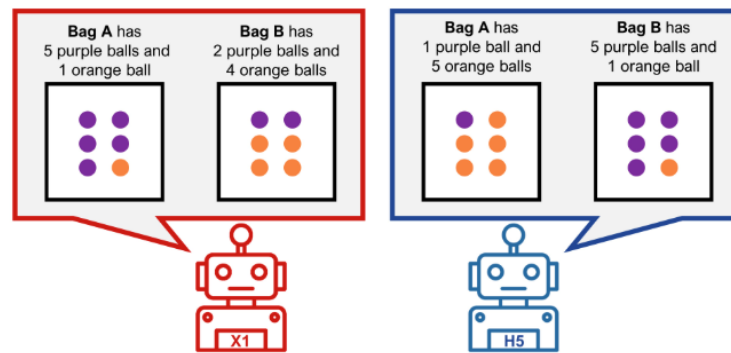 Bag A has
5 purple balls and
1 orange ball
Bag B has
2 purple balls and
4 orange balls
X1
Bag A has
1 purple ball and
5 orange balls
Bag B has
5 purple balls and
1 orange ball
H5